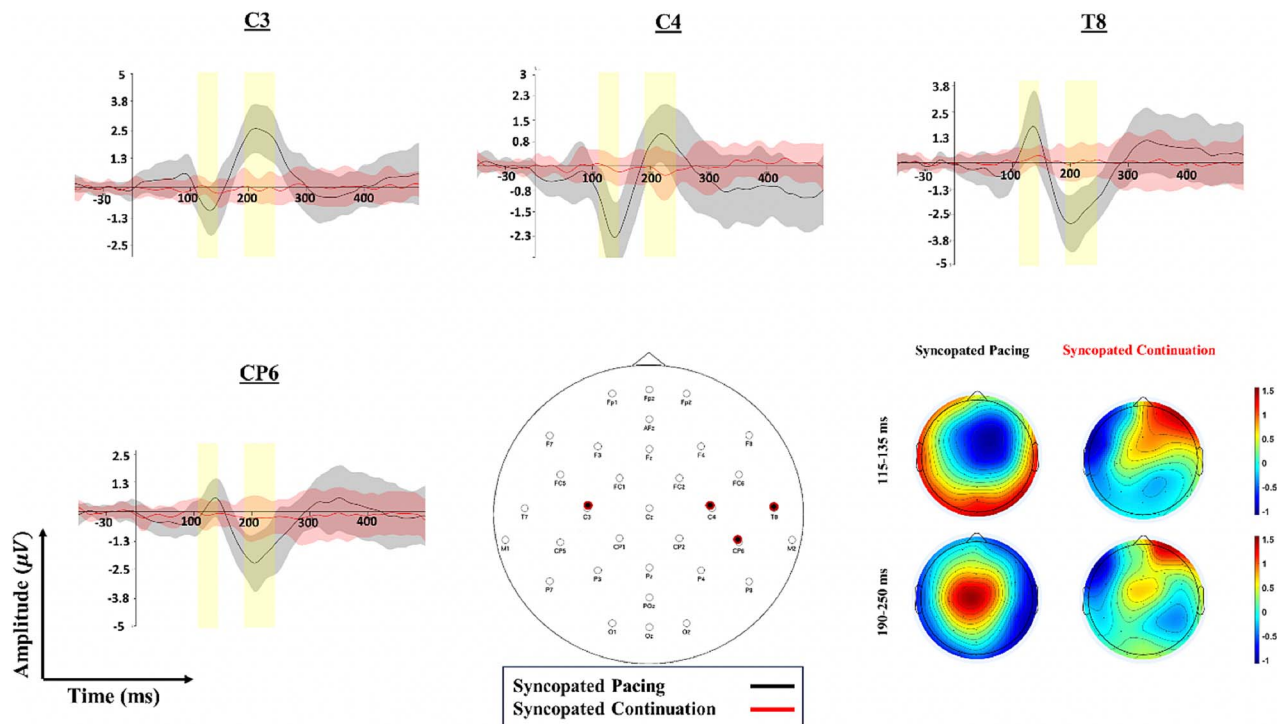 C3
5
3.8
2.5
1.3
-1.3
-2.5
-30 100 200 300 400
C4
3
2.3
1.5
0.8
-0.8
-1.5
-2.3
-30 100 200 300 400
T8
5
3.8
2.5
1.3
-1.3
-2.5
-3.8
-5
-30 100 200 300 400
CP6
2.5
1.3
-1.3
-2.5
-3.8
-5
-30 100 200 300 400
Amplitude (μV)
Time (ms)
Fp1 Fpz Fp2
AFz
F7 F3 Fz F4 F8
FC5 FC1 FC2 FC6
T7 C3 Cz C4 T8
M1 CP5 CP1 CP2 CP6 M2
P7 P3 Pz P4 P8
POz
O1 Oz O2
Syncopated Pacing
Syncopated Continuation
Syncopated Pacing Syncopated Continuation
115-135 ms
1.5
1
0.5
0
-0.5
-1
190-250 ms
1.5
1
0.5
0
-0.5
-1